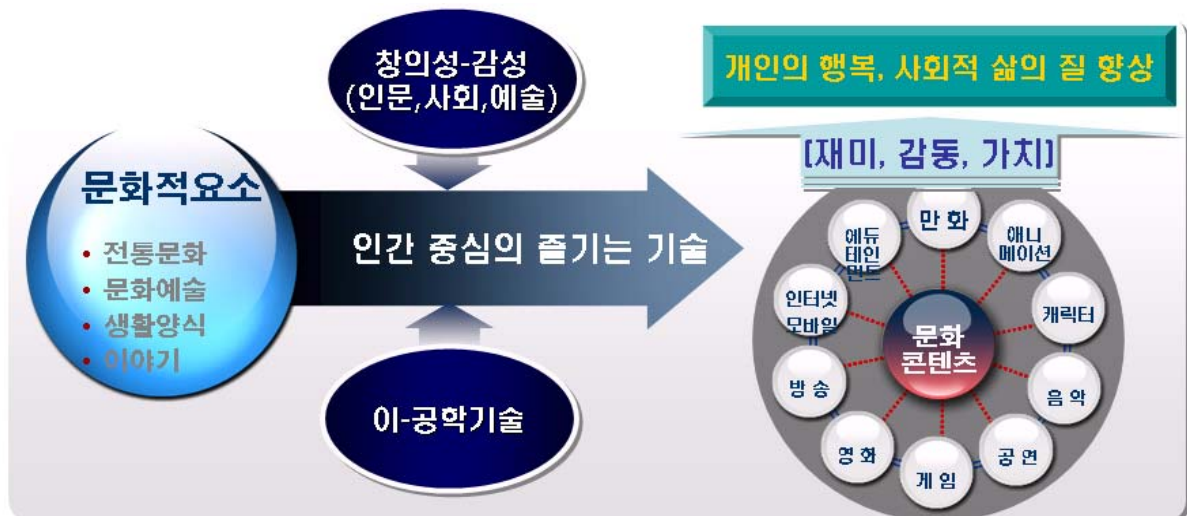 창의성-감성
(인문,사회,예술)
개인의 행복, 사회적 삶의 질 향상
[재미, 감동, 가치]
문화적요소
• 전통문화
• 문화예술
• 생활양식
• 이야기
인간 중심의 즐기는 기술
이-공학기술
만 화
애니
메이션
캐릭터
음 악
공 연
게 임
영 화
방 송
인터넷
모바일
에듀
테인
먼트
문화
콘텐츠